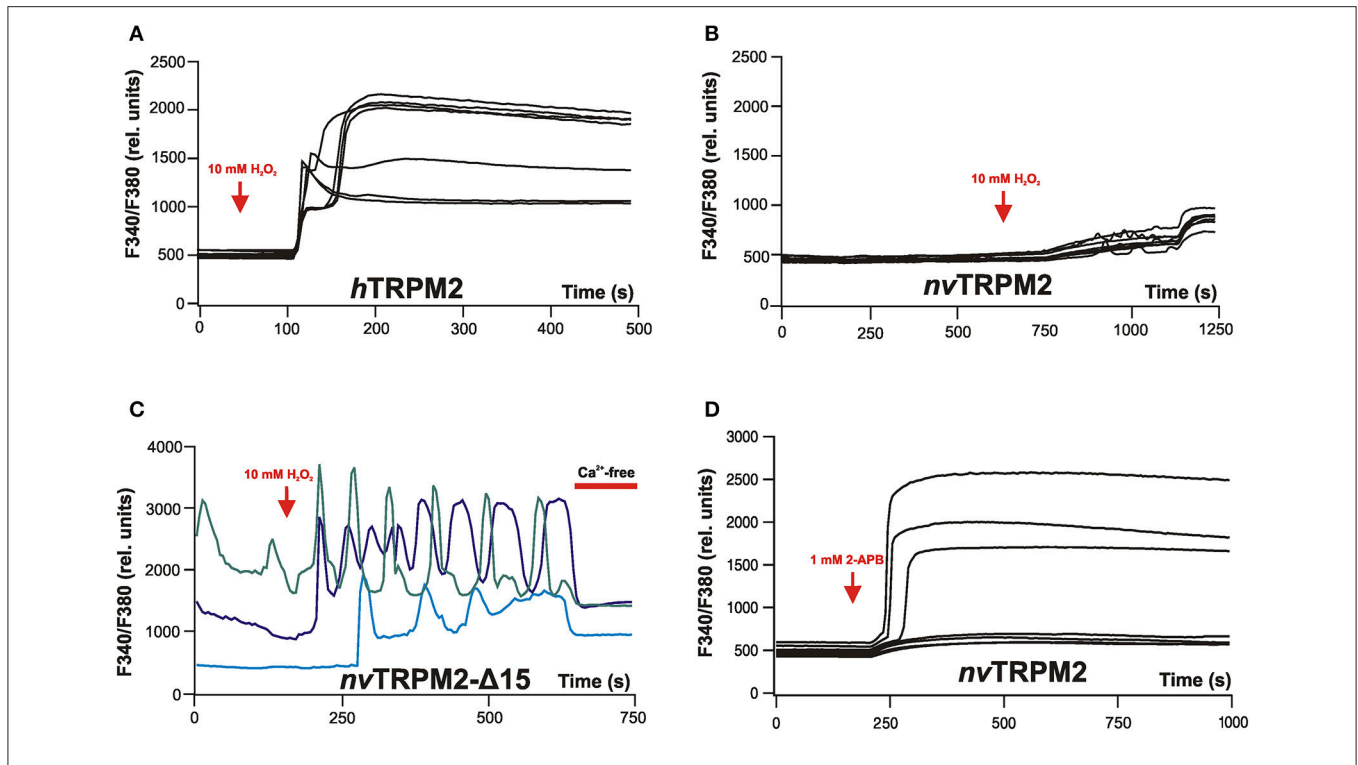 A
F340/F380 (rel. units)
2500
2000
1500
1000
500
0
10 mM H₂O₂
hTRPM2
Time (s)
0 100 200 300 400 500
B
F340/F380 (rel. units)
2500
2000
1500
1000
500
0
10 mM H₂O₂
nvTRPM2
Time (s)
0 250 500 750 1000 1250
C
F340/F380 (rel. units)
4000
3000
2000
1000
0
10 mM H₂O₂
Ca²⁺-free
nvTRPM2-Δ15
Time (s)
0 250 500 750
D
F340/F380 (rel. units)
3000
2500
2000
1500
1000
500
0
1 mM 2-APB
nvTRPM2
Time (s)
0 250 500 750 1000